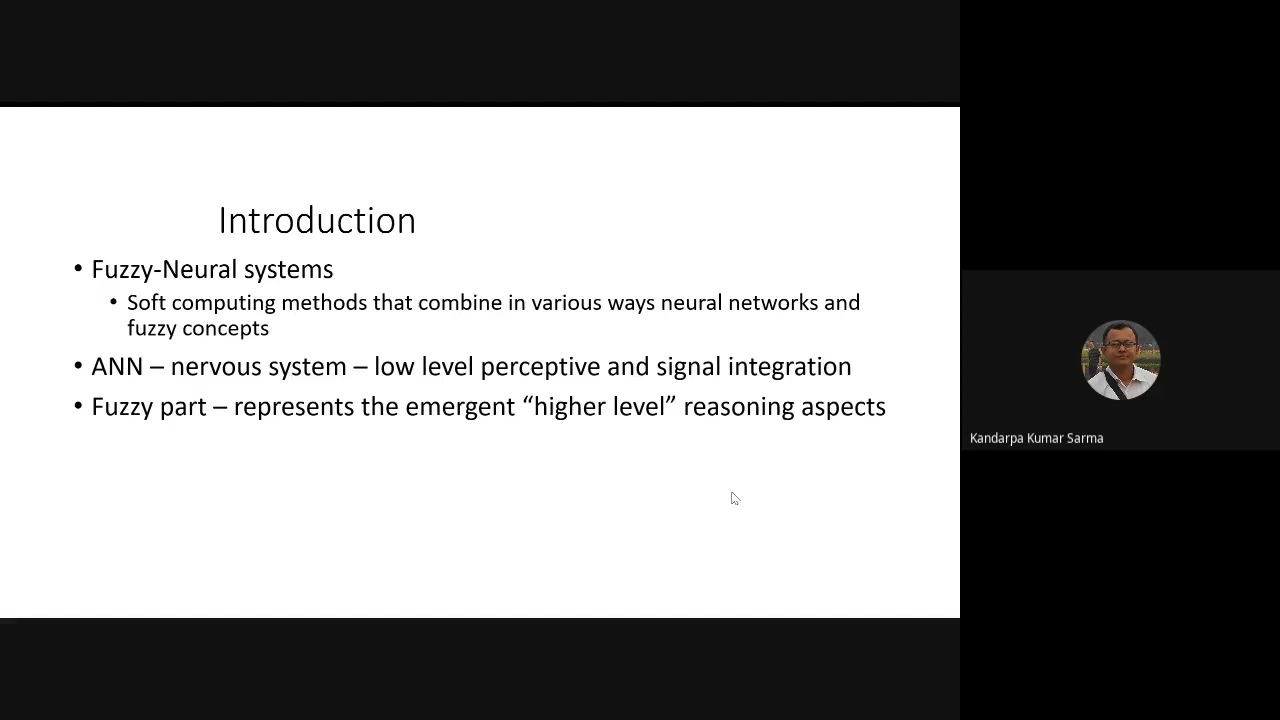 Introduction
• Fuzzy-Neural systems
• Soft computing methods that combine in various ways neural networks and
fuzzy concepts
• ANN – nervous system – low level perceptive and signal integration
• Fuzzy part – represents the emergent “higher level” reasoning aspects
Kandarpa Kumar Sarma